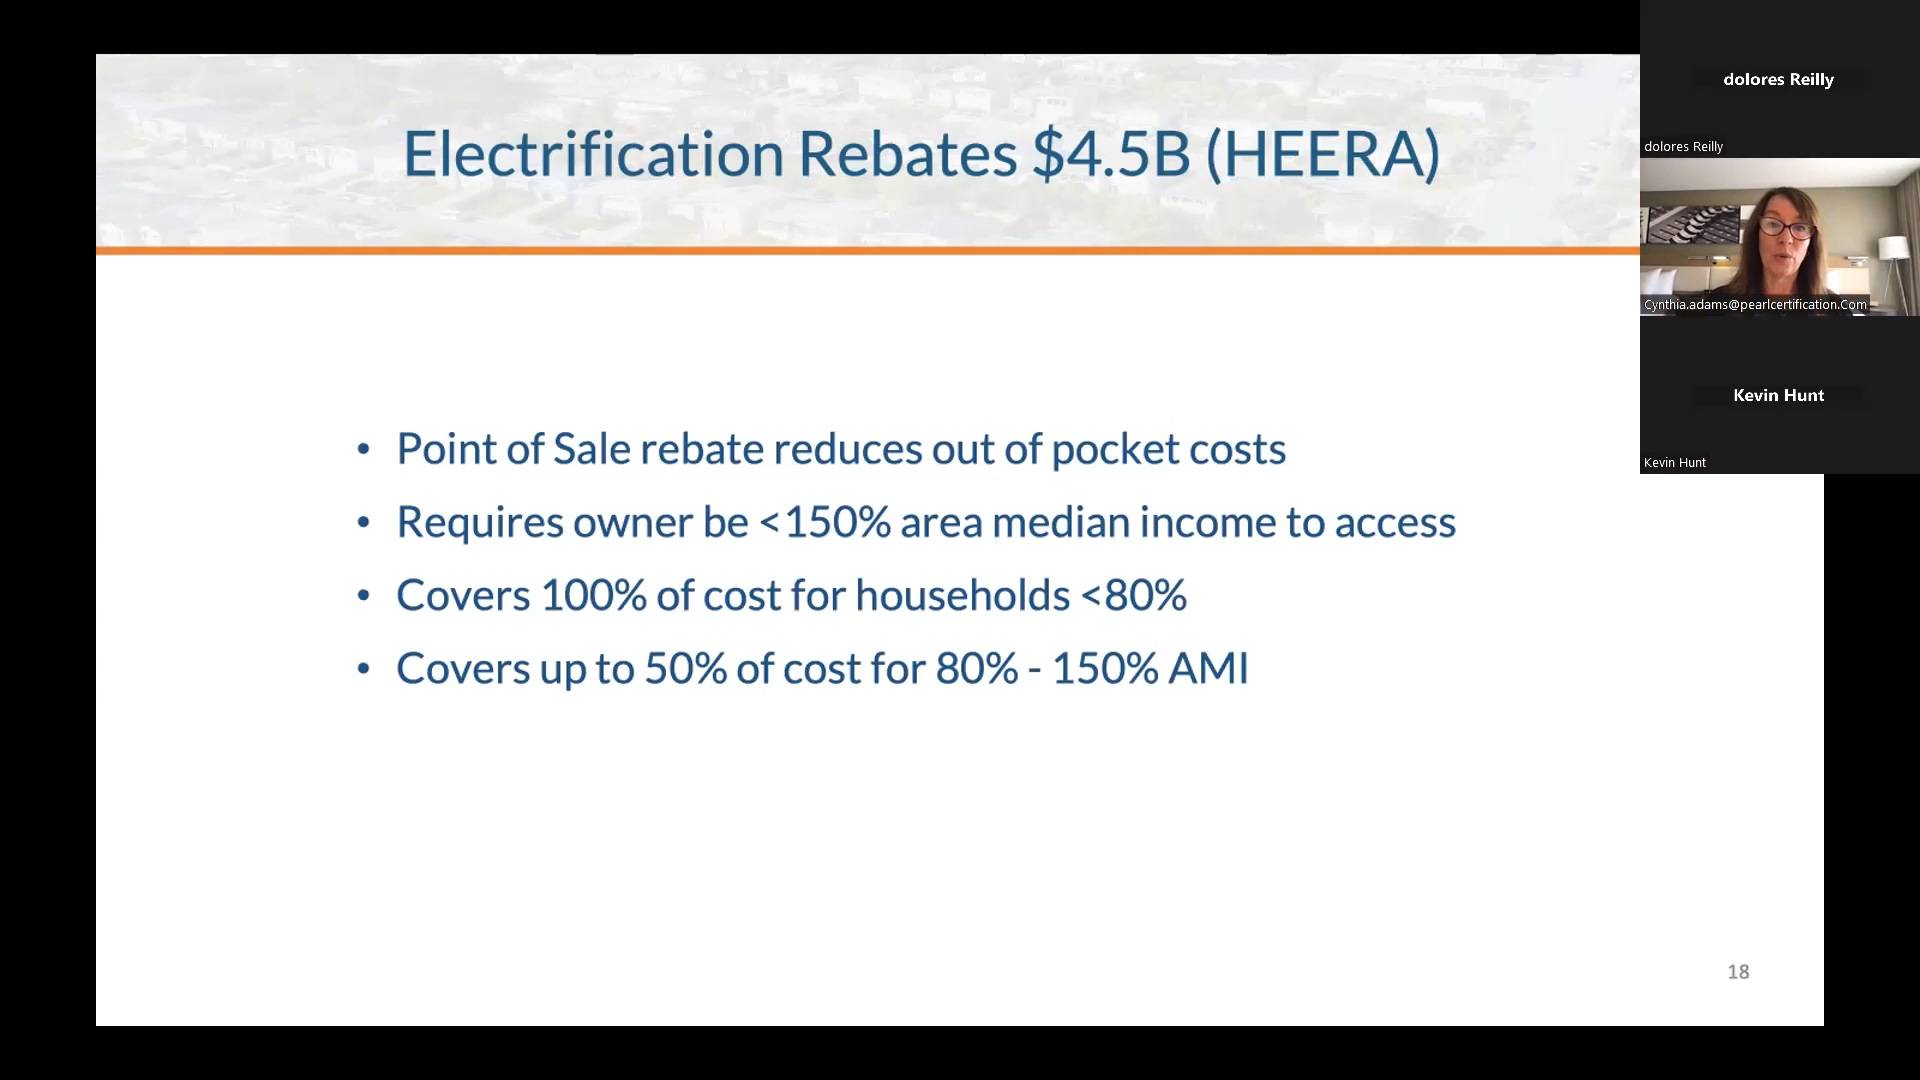 Electrification Rebates $4.5B (HEERA)
• Point of Sale rebate reduces out of pocket costs
• Requires owner be <150% area median income to access
• Covers 100% of cost for households <80%
• Covers up to 50% of cost for 80% - 150% AMI
18
dolores Reilly
dolores Reilly
Cynthia.adams@pearlcertification.Com
Kevin Hunt
Kevin Hunt